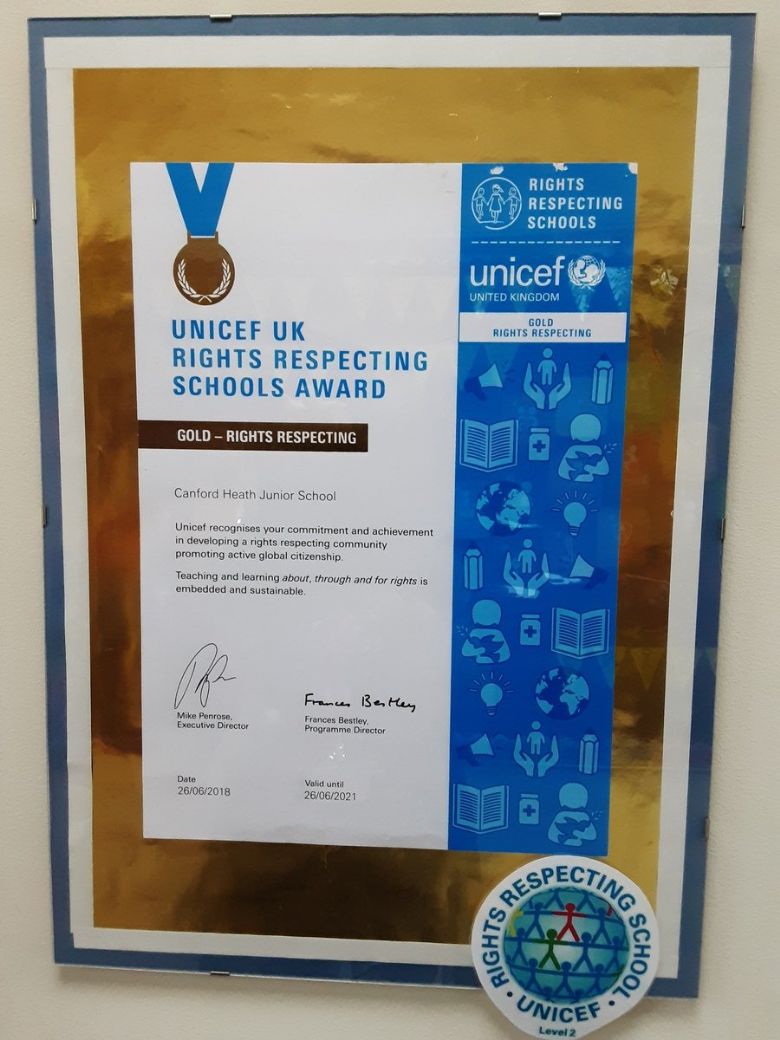 RIGHTS
RESPECTING
SCHOOLS
unicef
UNITED KINGDOM
GOLD
RIGHTS RESPECTING
UNICEF UK
RIGHTS RESPECTING
SCHOOLS AWARD
GOLD – RIGHTS RESPECTING
Canford Heath Junior School
Unicef recognises your commitment and achievement
in developing a rights respecting community
promoting active global citizenship.
Teaching and learning about, through and for rights is
embedded and sustainable.
Frances Bestley
Mike Penrose,
Executive Director
Frances Bestley,
Programme Director
Date
26/06/2018
Valid until
26/06/2021
RIGHTS RESPECTING SCHOOL
• UNICEF •
Level 2